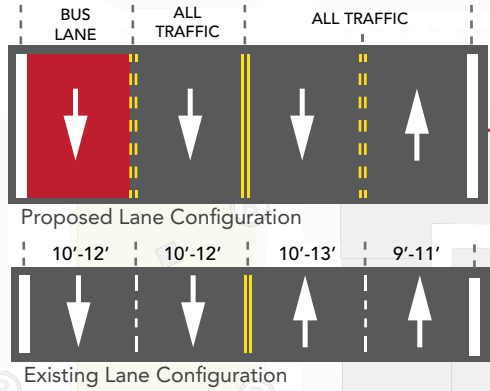 BUS
LANE
ALL
TRAFFIC
ALL TRAFFIC
Proposed Lane Configuration
10'-12'
10'-12'
10'-13'
9'-11'
Existing Lane Configuration